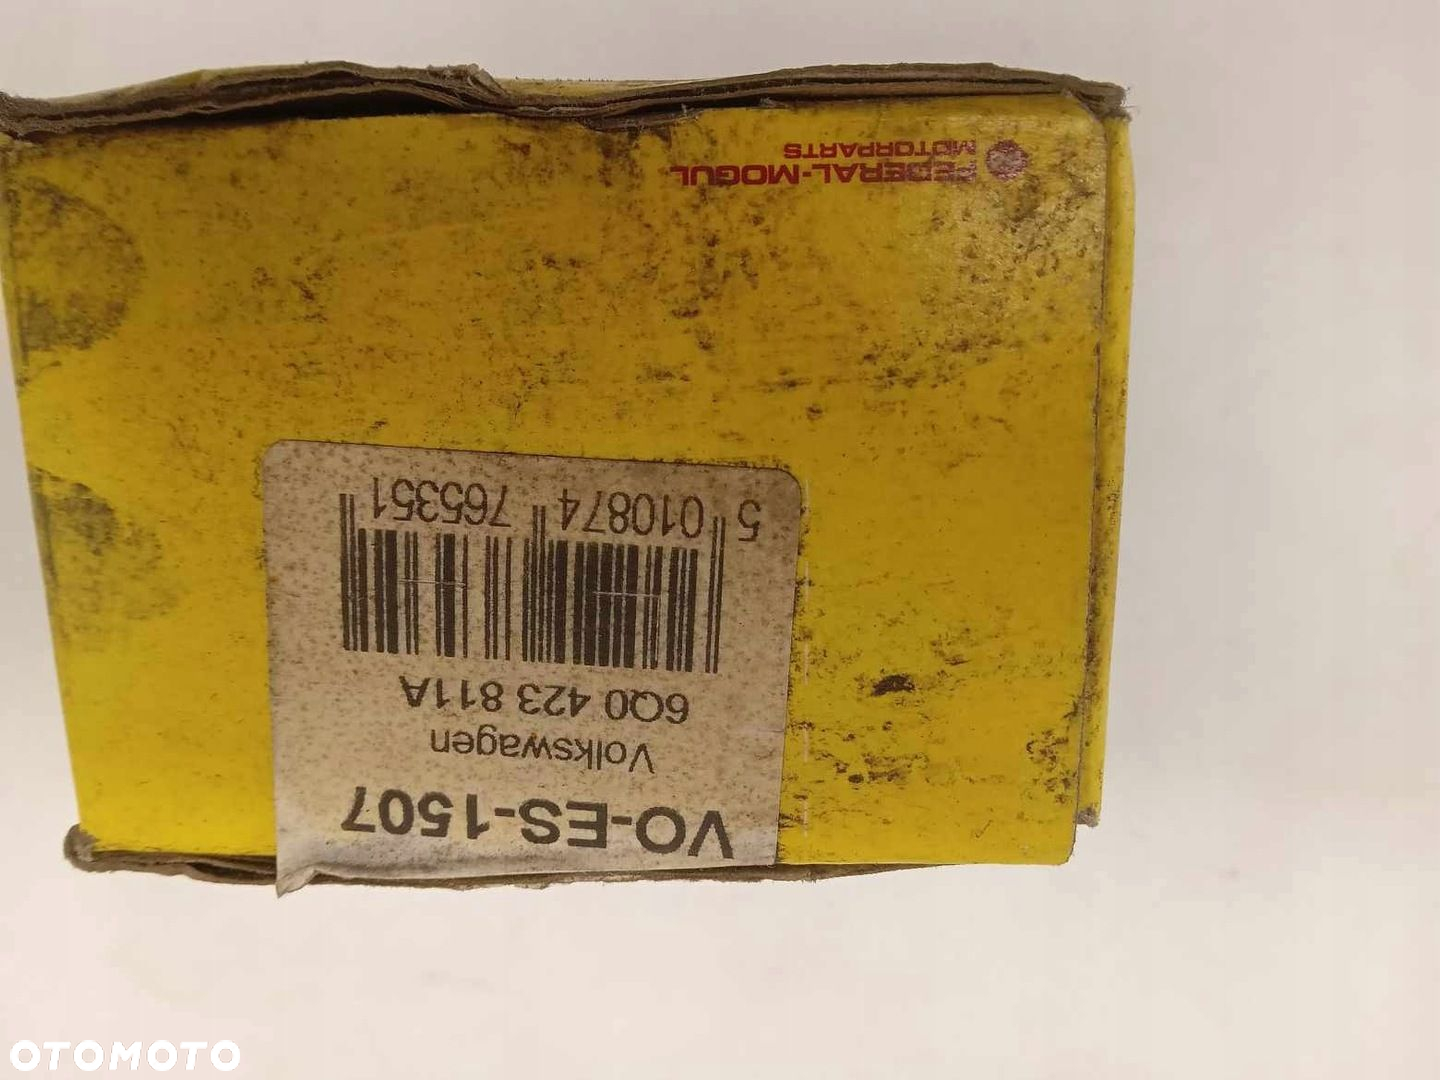 VO-ES-1507
Volkswagen
6Q0 423 811A
5 010874 765351
FEDERAL-MOGUL
MOTORPARTS
OTOMOTO